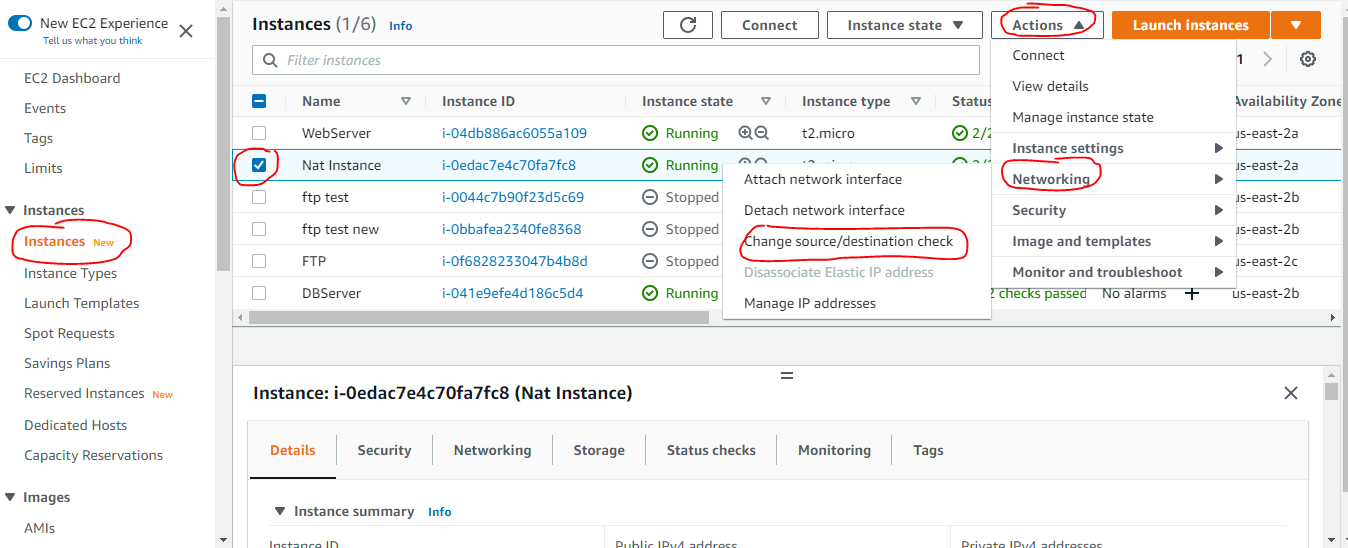 New EC2 Experience
Tell us what you think
EC2 Dashboard
Events
Tags
Limits
Instances
Instances New
Instance Types
Launch Templates
Spot Requests
Savings Plans
Reserved Instances New
Dedicated Hosts
Capacity Reservations
Images
AMIs
Instances (1/6) Info
Connect
Instance state
Actions
Launch instances
Filter instances
1
Name Instance ID Instance state Instance type Status Availability Zone
WebServer i-04db886ac6055a109 Running t2.micro 2/2 us-east-2a
Nat Instance i-0edac7e4c70fa7fc8 Running us-east-2a
ftp test i-0044c7b90f23d5c69 Stopped us-east-2b
ftp test new i-0bbafea2340fe8368 Stopped us-east-2b
FTP i-0f6828233047b4b8d Stopped us-east-2c
DBServer i-041e9efe4d186c5d4 Running 2 checks passed No alarms us-east-2b
Connect
View details
Manage instance state
Instance settings
Networking
Security
Image and templates
Monitor and troubleshoot
Attach network interface
Detach network interface
Change source/destination check
Disassociate Elastic IP address
Manage IP addresses
Instance: i-0edac7e4c70fa7fc8 (Nat Instance)
Details Security Networking Storage Status checks Monitoring Tags
Instance summary Info
Instance ID Public IPv4 address Private IPv4 addresses